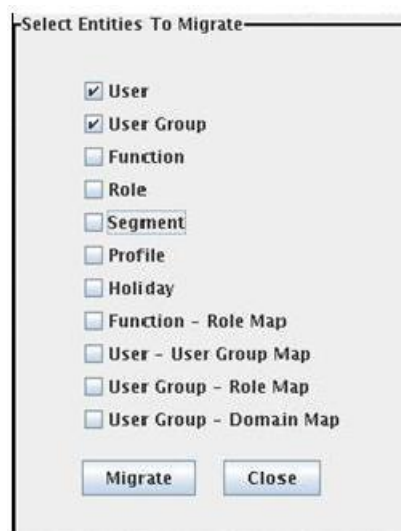 Select Entities To Migrate
User
User Group
Function
Role
Segment
Profile
Holiday
Function - Role Map
User - User Group Map
User Group - Role Map
User Group - Domain Map
Migrate Close